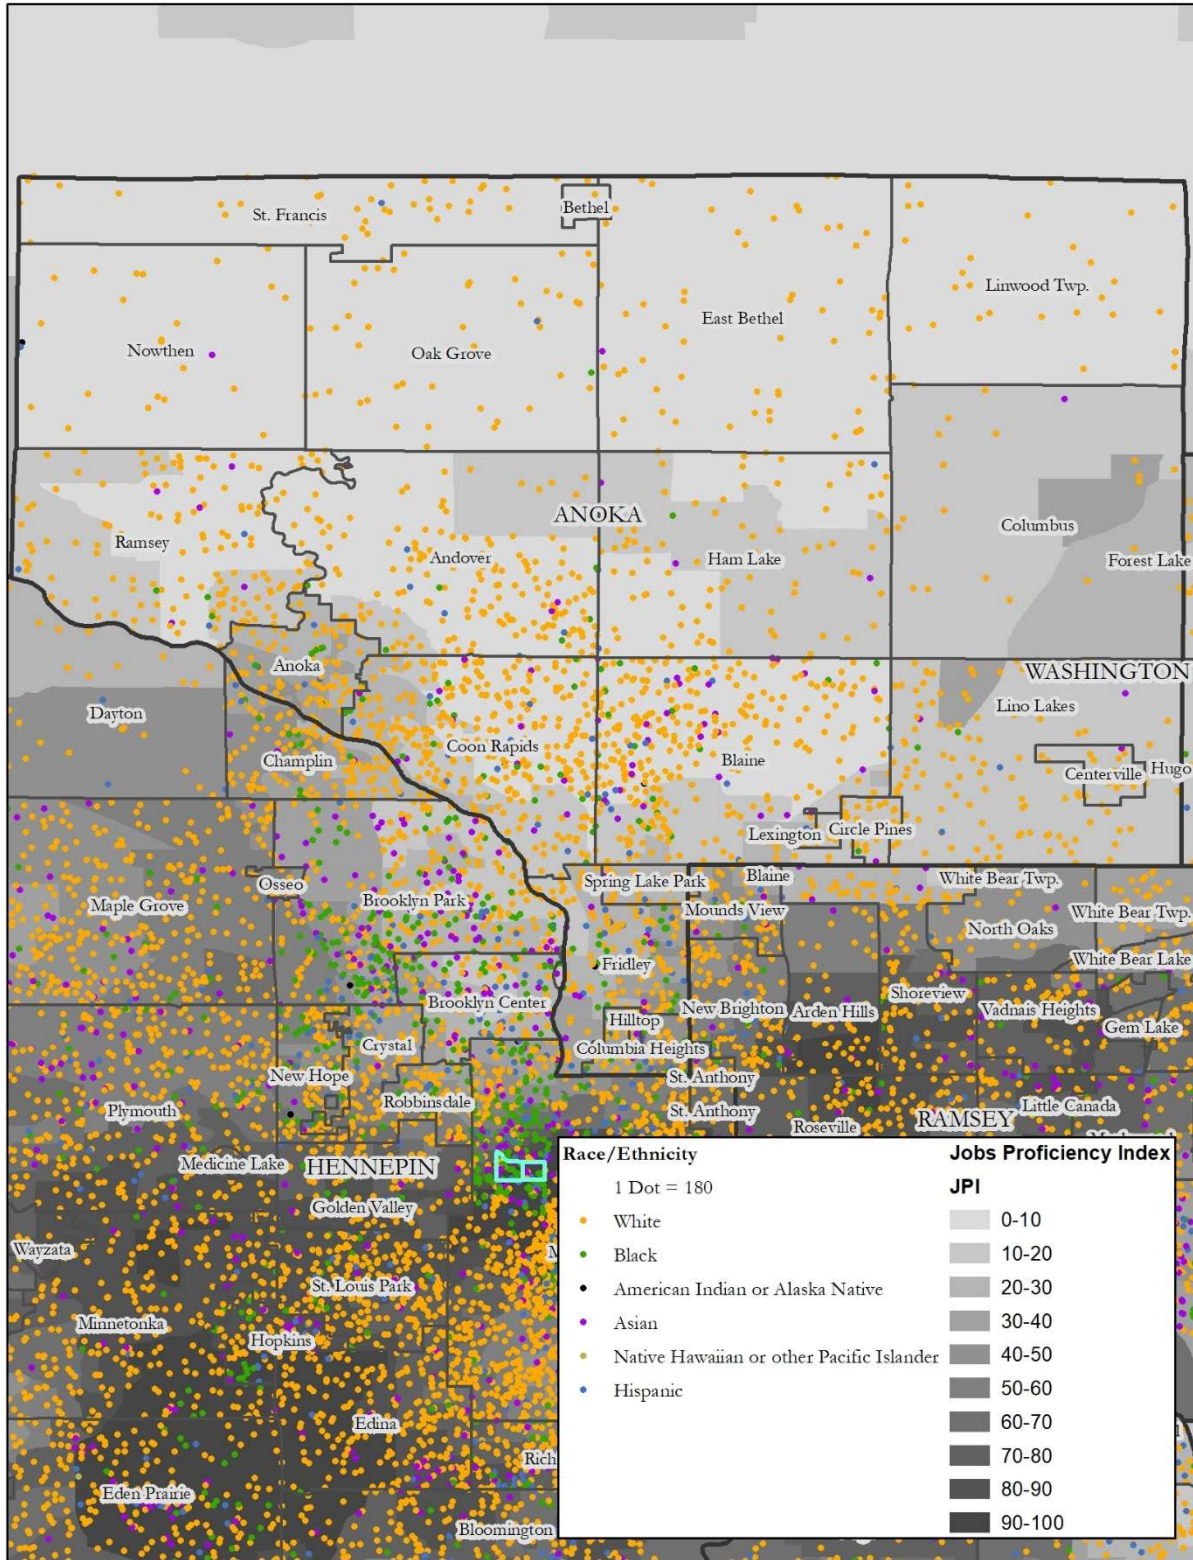 St. Francis
Bethel
Linwood Twp.
East Bethel
Nowthen
Oak Grove
ANOKA
Columbus
Ramsey
Andover
Ham Lake
Forest Lake
Anoka
WASHINGTON
Dayton
Lino Lakes
Coon Rapids
Champlin
Blaine
Centerville
Hugo
Lexington
Circle Pines
Osseo
Spring Lake Park
Blaine
White Bear Twp.
Maple Grove
Brooklyn Park
Mounds View
White Bear Twp.
North Oaks
Fridley
White Bear Lake
Shoreview
Brooklyn Center
New Brighton
Arden Hills
Vadnais Heights
Hilltop
Gem Lake
Crystal
Columbia Heights
New Hope
St. Anthony
Plymouth
Robbinsdale
St. Anthony
Little Canada
Roseville
RAMSEY
Medicine Lake
HENNEPIN
Golden Valley
Wayzata
St. Louis Park
Minnetonka
Hopkins
Edina
Rich
Eden Prairie
Bloomington
Race/Ethnicity
1 Dot = 180
White
Black
American Indian or Alaska Native
Asian
Native Hawaiian or other Pacific Islander
Hispanic
Jobs Proficiency Index
JPI
0-10
10-20
20-30
30-40
40-50
50-60
60-70
70-80
80-90
90-100